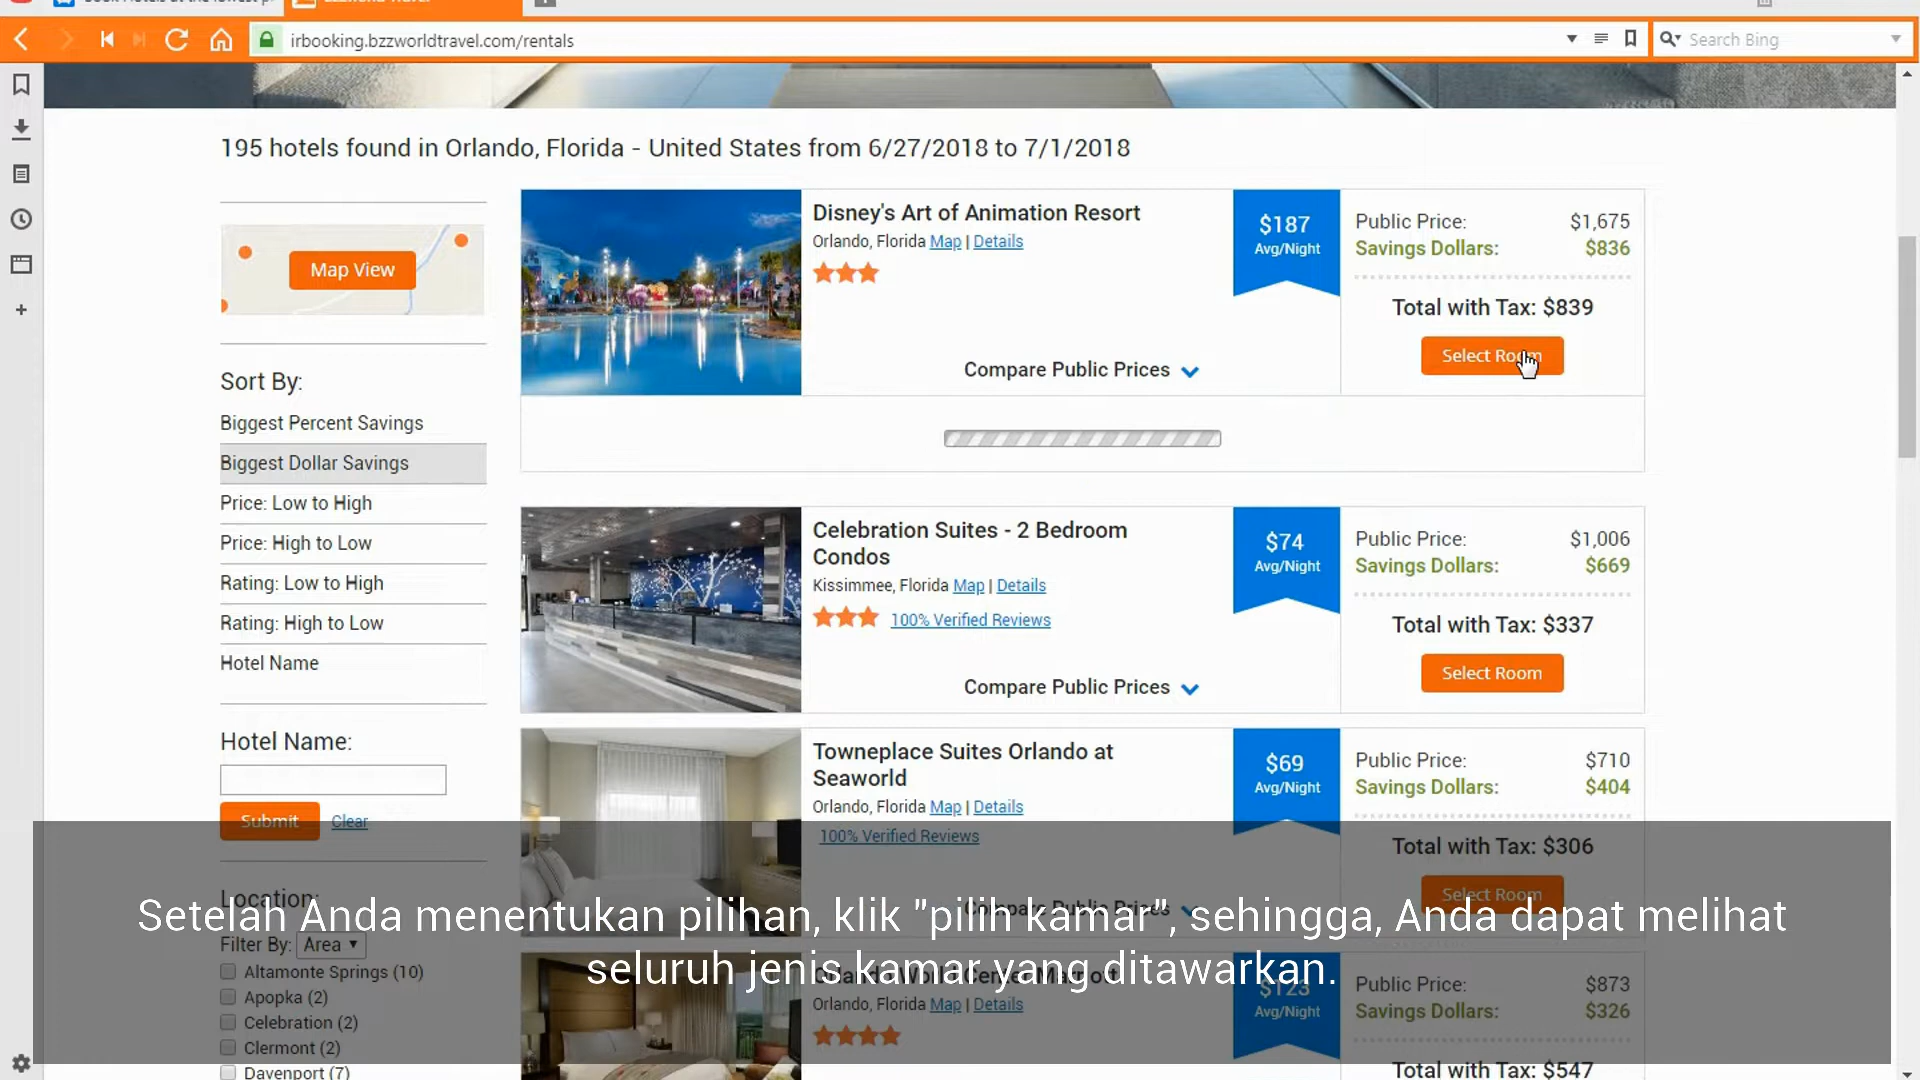 irbooking.bzzworldtravel.com/rentals
Search Bing
195 hotels found in Orlando, Florida - United States from 6/27/2018 to 7/1/2018
Map View
Sort By:
Biggest Percent Savings
Biggest Dollar Savings
Price: Low to High
Price: High to Low
Rating: Low to High
Rating: High to Low
Hotel Name
Hotel Name:
Submit Clear
Location:
Filter By: Area
Altamonte Springs (10)
Apopka (2)
Celebration (2)
Clermont (2)
Davenport (7)
Disney's Art of Animation Resort
Orlando, Florida Map | Details
Compare Public Prices
$187
Avg/Night
Public Price: $1,675
Savings Dollars: $836
Total with Tax: $839
Select Room
Celebration Suites - 2 Bedroom
Condos
Kissimmee, Florida Map | Details
100% Verified Reviews
Compare Public Prices
$74
Avg/Night
Public Price: $1,006
Savings Dollars: $669
Total with Tax: $337
Select Room
Towneplace Suites Orlando at
Seaworld
Orlando, Florida Map | Details
100% Verified Reviews
Compare Public Prices
$69
Avg/Night
Public Price: $710
Savings Dollars: $404
Total with Tax: $306
Select Room
Orlando World Center Marriott
Orlando, Florida Map | Details
$123
Avg/Night
Public Price: $873
Savings Dollars: $326
Total with Tax: $547
Setelah Anda menentukan pilihan, klik "pilih kamar", sehingga, Anda dapat melihat
seluruh jenis kamar yang ditawarkan.